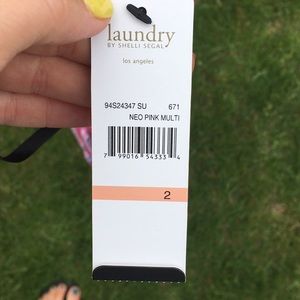 laundry
BY SHELLI SEGAL
los angeles
94S24347 SU 671
NEO PINK MULTI
7 99016 54333 4
2